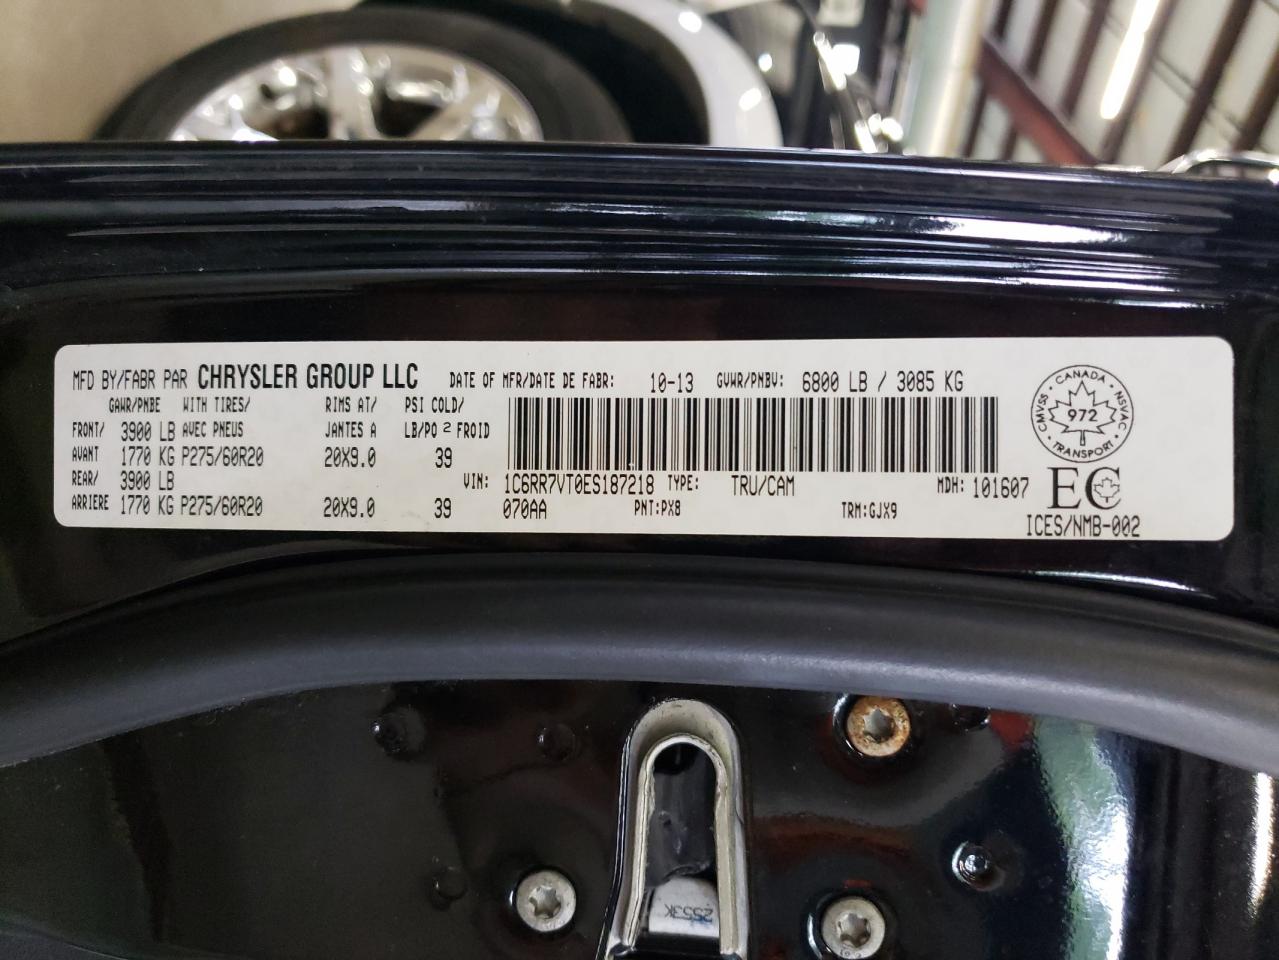 MFD BY/FABR PAR CHRYSLER GROUP LLC DATE OF MFR/DATE DE FABR: 10-13 GVWR/PNBV: 6800 LB / 3085 KG
GAWR/PNBE WITH TIRES/ RIMS AT/ PSI COLD/
FRONT/ 3900 LB AVEC PNEUS JANTES A LB/PO 2 FROID
AVANT 1770 KG P275/60R20 20X9.0 39
REAR/ 3900 LB VIN: 1C6RR7VT0ES187218 TYPE: TRU/CAM MDH: 101607
ARRIERE 1770 KG P275/60R20 20X9.0 39 070AA PNT:PX8 TRM:GJX9
CANADA
CMVSS 972 NSVAC
TRANSPORT
EC
ICES/NMB-002
2553K